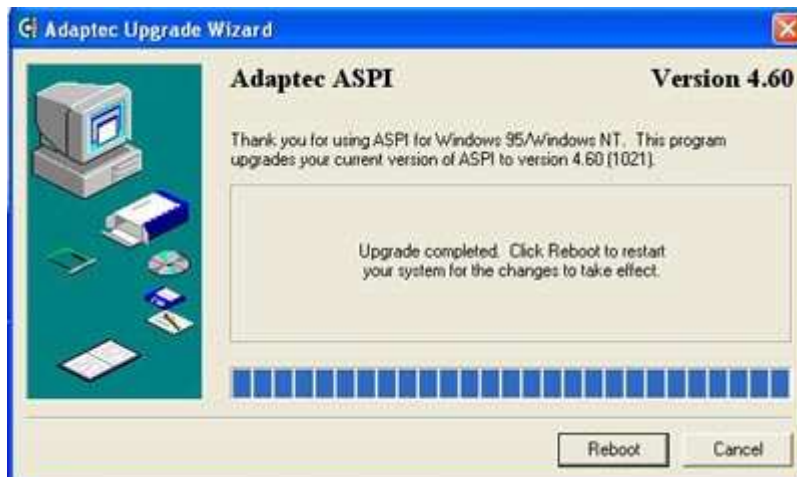 Adaptec Upgrade Wizard
Adaptec ASPI Version 4.60
Thank you for using ASPI for Windows 95/Windows NT. This program
upgrades your current version of ASPI to version 4.60 (1021).
Upgrade completed. Click Reboot to restart
your system for the changes to take effect.
Reboot Cancel